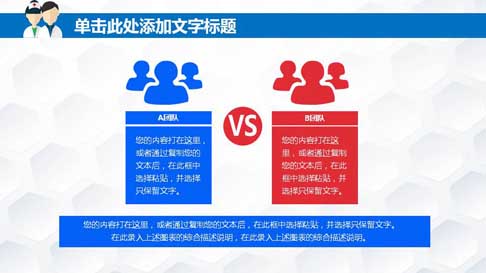 单击此处添加文字标题
A团队
VS
B团队
您的内容打在这里，
或者通过复制您的
文本后，在此框中
选择粘贴，并选择
只保留文字。
您的内容打在这
里，或者通过复制
您的文本后，在此
框中选择粘贴，并
选择只保留文字。
您的内容打在这里，或者通过复制您的文本后，在此框中选择粘贴，并选择只保留文字。
在此录入上述图表的综合描述说明，在此录入上述图表的综合描述说明。